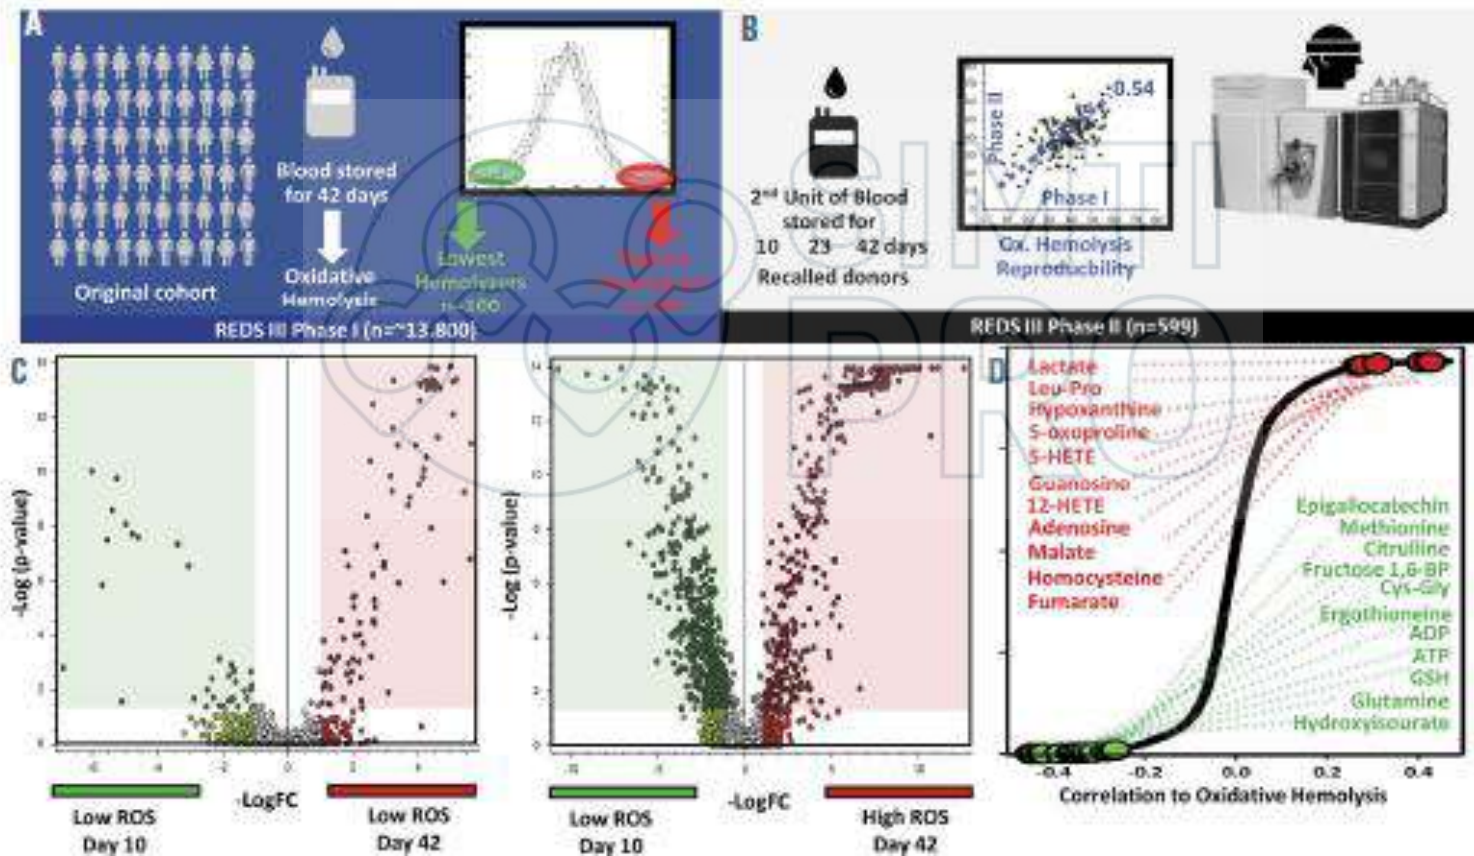 A
Blood stored
for 42 days
Oxidative
Hemolysis
Original cohort
Lowest
Hemolyzers
REDS III Phase I (n=~13.800)
B
2nd Unit of Blood
stored for
10 23 42 days
Recalled donors
Phase II
0.54
Phase I
Ox. Hemolysis
Reproducbility
REDS III Phase II (n=599)
SIMTI
PRO
C
-Log (p-value)
-LogFC
Low ROS
Day 10
Low ROS
Day 42
-Log (p-value)
-LogFC
Low ROS
Day 10
High ROS
Day 42
D
Lactate
Leu-Pro
Hypoxanthine
5-oxoproline
5-HETE
Guanosine
12-HETE
Adenosine
Malate
Homocysteine
Fumarate
Epigallocatechin
Methionine
Citrulline
Fructose 1,6-BP
Cys-Gly
Ergothioneine
ADP
ATP
GSH
Glutamine
Hydroxyisourate
-0.4 -0.2 0.0 0.2 0.4
Correlation to Oxidative Hemolysis